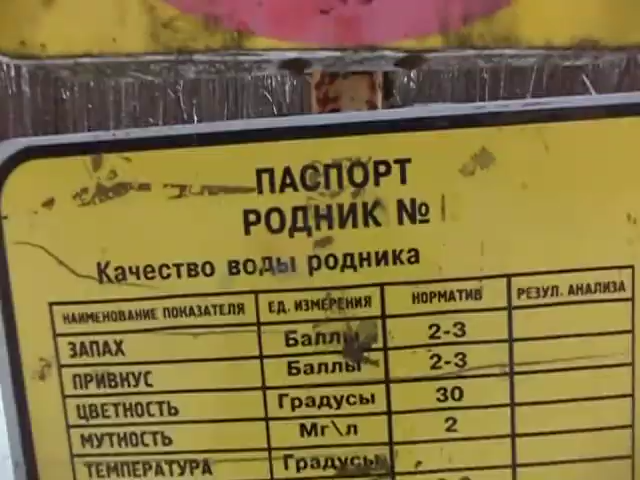 ПАСПОРТ
РОДНИК №
Качество воды родника
НАИМЕНОВАНИЕ ПОКАЗАТЕЛЯ ЕД. ИЗМЕРЕНИЯ НОРМАТИВ РЕЗУЛ. АНАЛИЗА
ЗАПАХ Баллы 2-3
ПРИВКУС Баллы 2-3
ЦВЕТНОСТЬ Градусы 30
МУТНОСТЬ Мг\л 2
ТЕМПЕРАТУРА Градусы